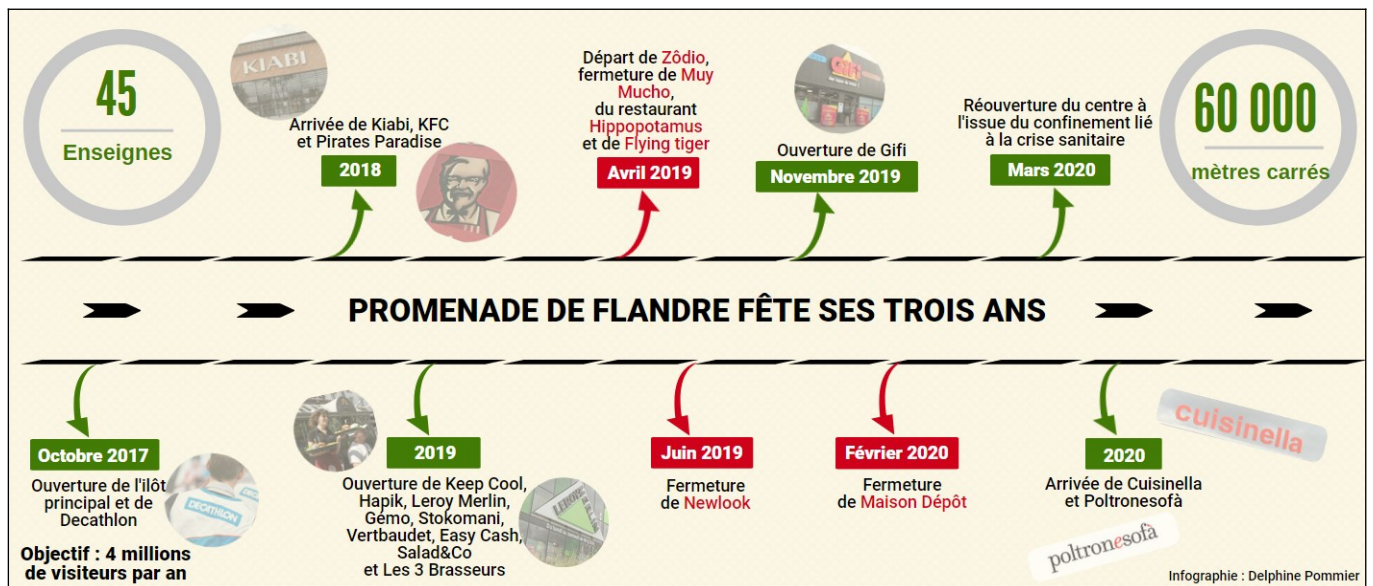 45
Enseignes
KIABI
Arrivée de Kiabi, KFC
et Pirates Paradise
2018
Départ de Zôdio,
fermeture de Muy
Mucho,
du restaurant
Hippopotamus
et de Flying tiger
Avril 2019
GiFi
Ouverture de Gifi
Novembre 2019
Réouverture du centre à
l'issue du confinement lié
à la crise sanitaire
Mars 2020
60 000
mètres carrés
PROMENADE DE FLANDRE FÊTE SES TROIS ANS
Octobre 2017
Ouverture de l'ilôt
principal et de
Decathlon
DECATHLON
Objectif : 4 millions
de visiteurs par an
2019
Ouverture de Keep Cool,
Hapik, Leroy Merlin,
Gémo, Stokomani,
Vertbaudet, Easy Cash,
Salad&Co
et Les 3 Brasseurs
LEROY MERLIN
Juin 2019
Fermeture
de Newlook
Février 2020
Fermeture
de Maison Dépôt
2020
Arrivée de Cuisinella
et Poltronesofà
cuisinella
poltronesofà
Infographie : Delphine Pommier